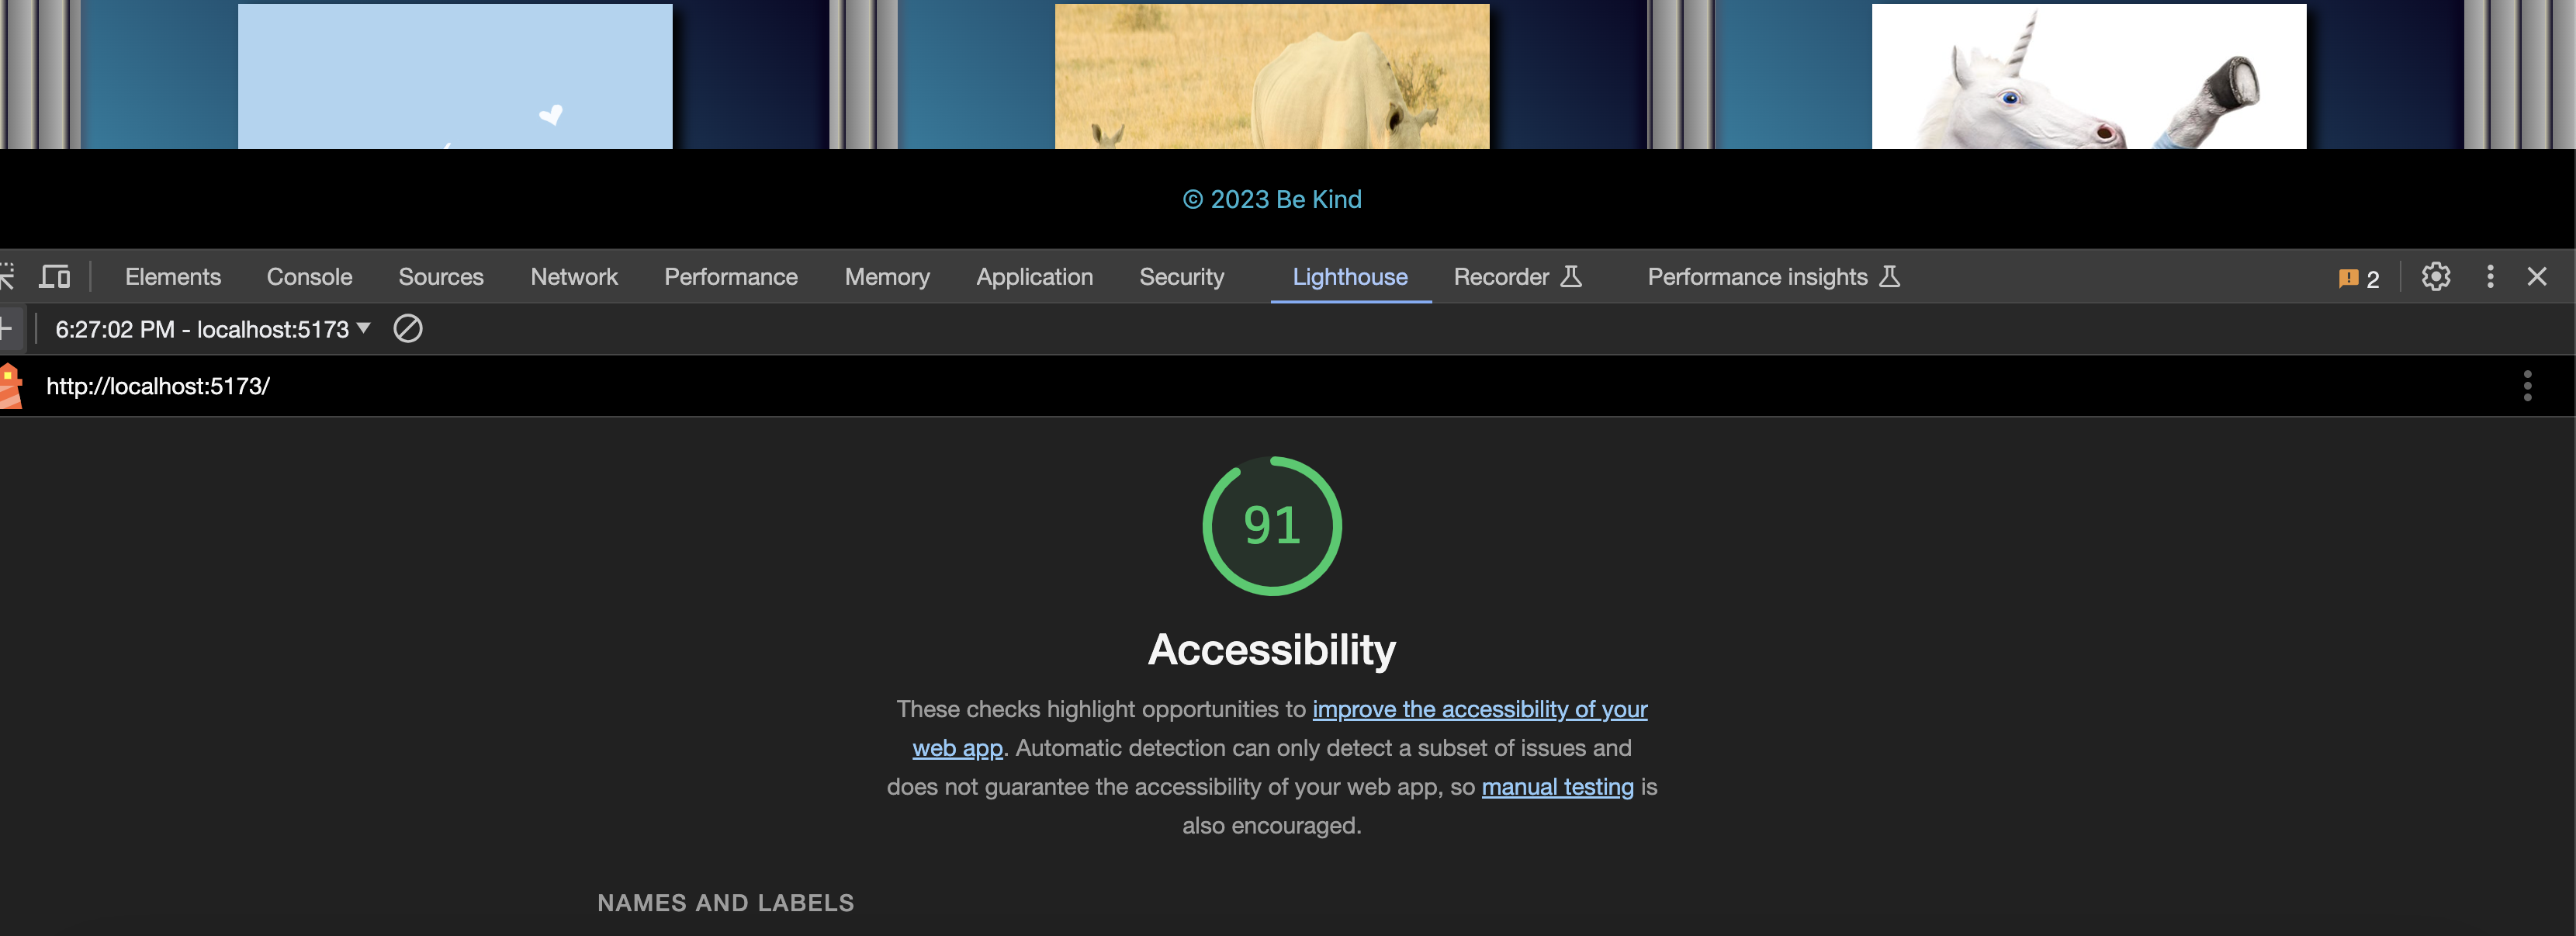 © 2023 Be Kind
Elements Console Sources Network Performance Memory Application Security Lighthouse Recorder Performance insights 2
6:27:02 PM - localhost:5173
http://localhost:5173/
91
Accessibility
These checks highlight opportunities to improve the accessibility of your
web app. Automatic detection can only detect a subset of issues and
does not guarantee the accessibility of your web app, so manual testing is
also encouraged.
NAMES AND LABELS